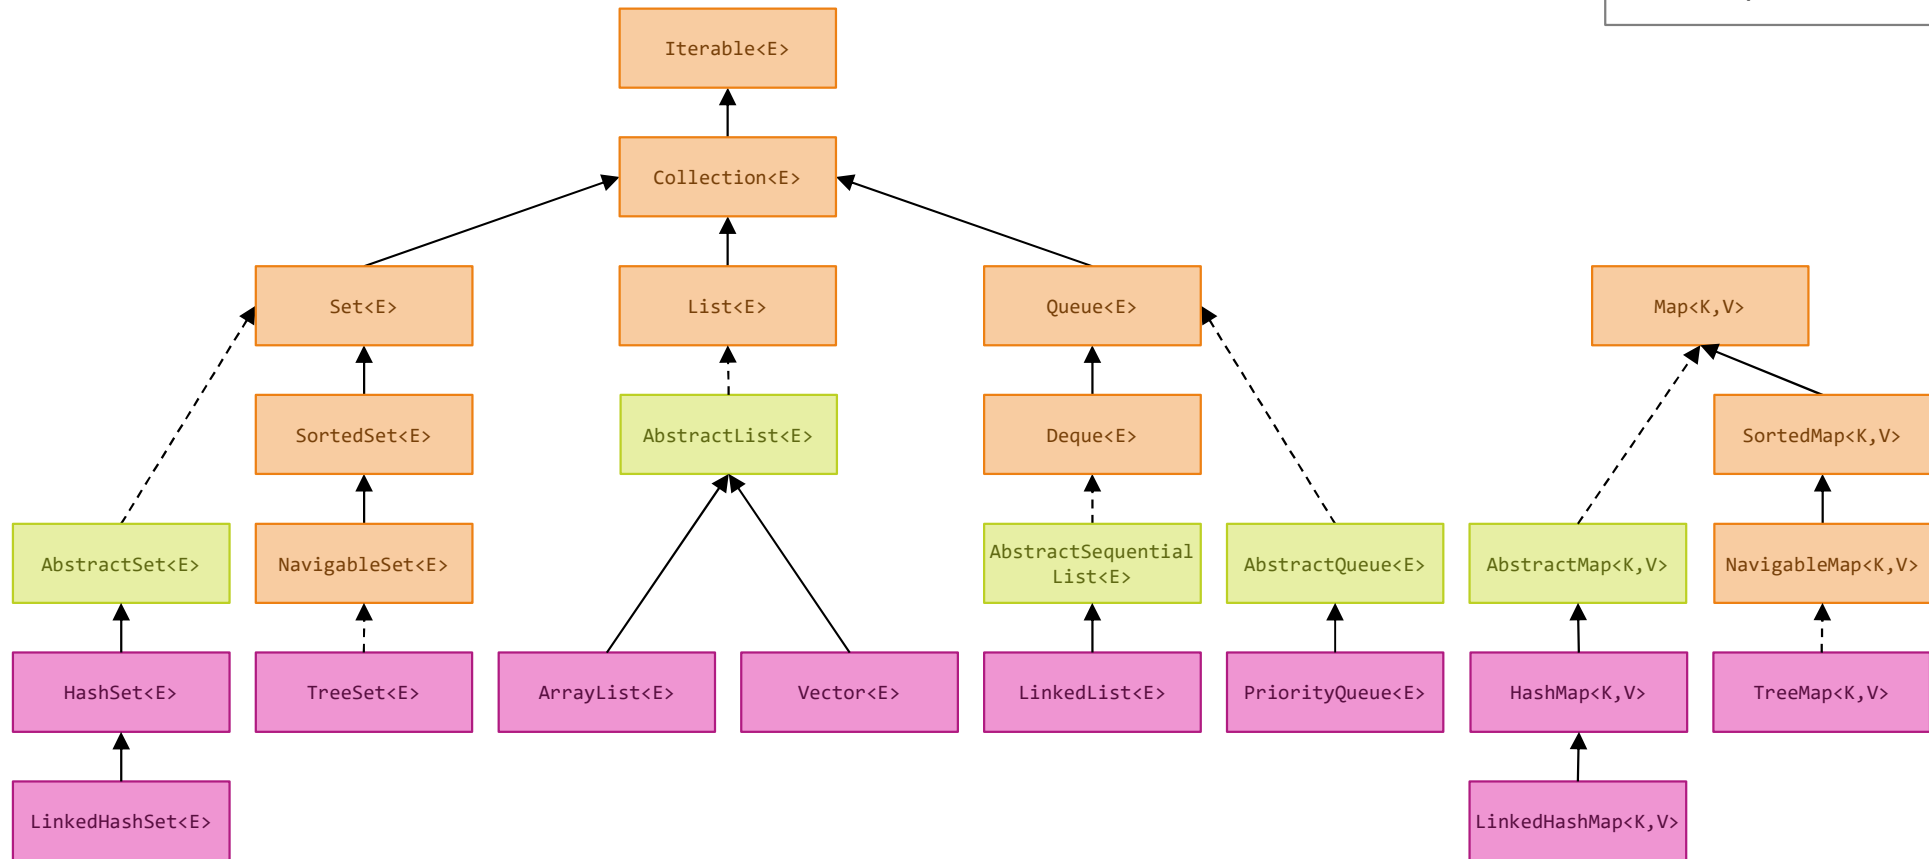 Iterable<E>
Collection<E>
Set<E>
List<E>
Queue<E>
Map<K,V>
SortedSet<E>
AbstractList<E>
Deque<E>
SortedMap<K,V>
AbstractSet<E>
NavigableSet<E>
AbstractSequential
List<E>
AbstractQueue<E>
AbstractMap<K,V>
NavigableMap<K,V>
HashSet<E>
TreeSet<E>
ArrayList<E>
Vector<E>
LinkedList<E>
PriorityQueue<E>
HashMap<K,V>
TreeMap<K,V>
LinkedHashSet<E>
LinkedHashMap<K,V>